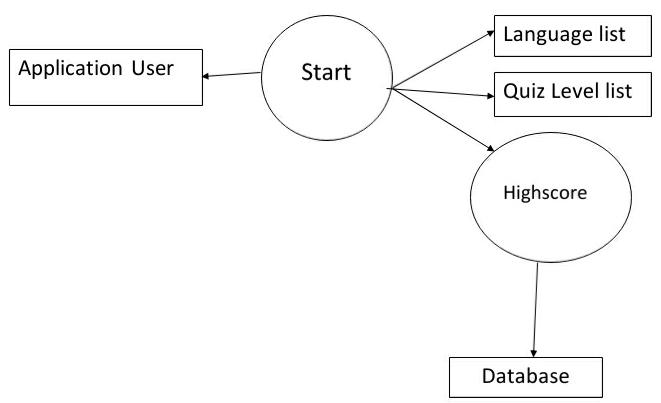 Application User
Start
Language list
Quiz Level list
Highscore
Database